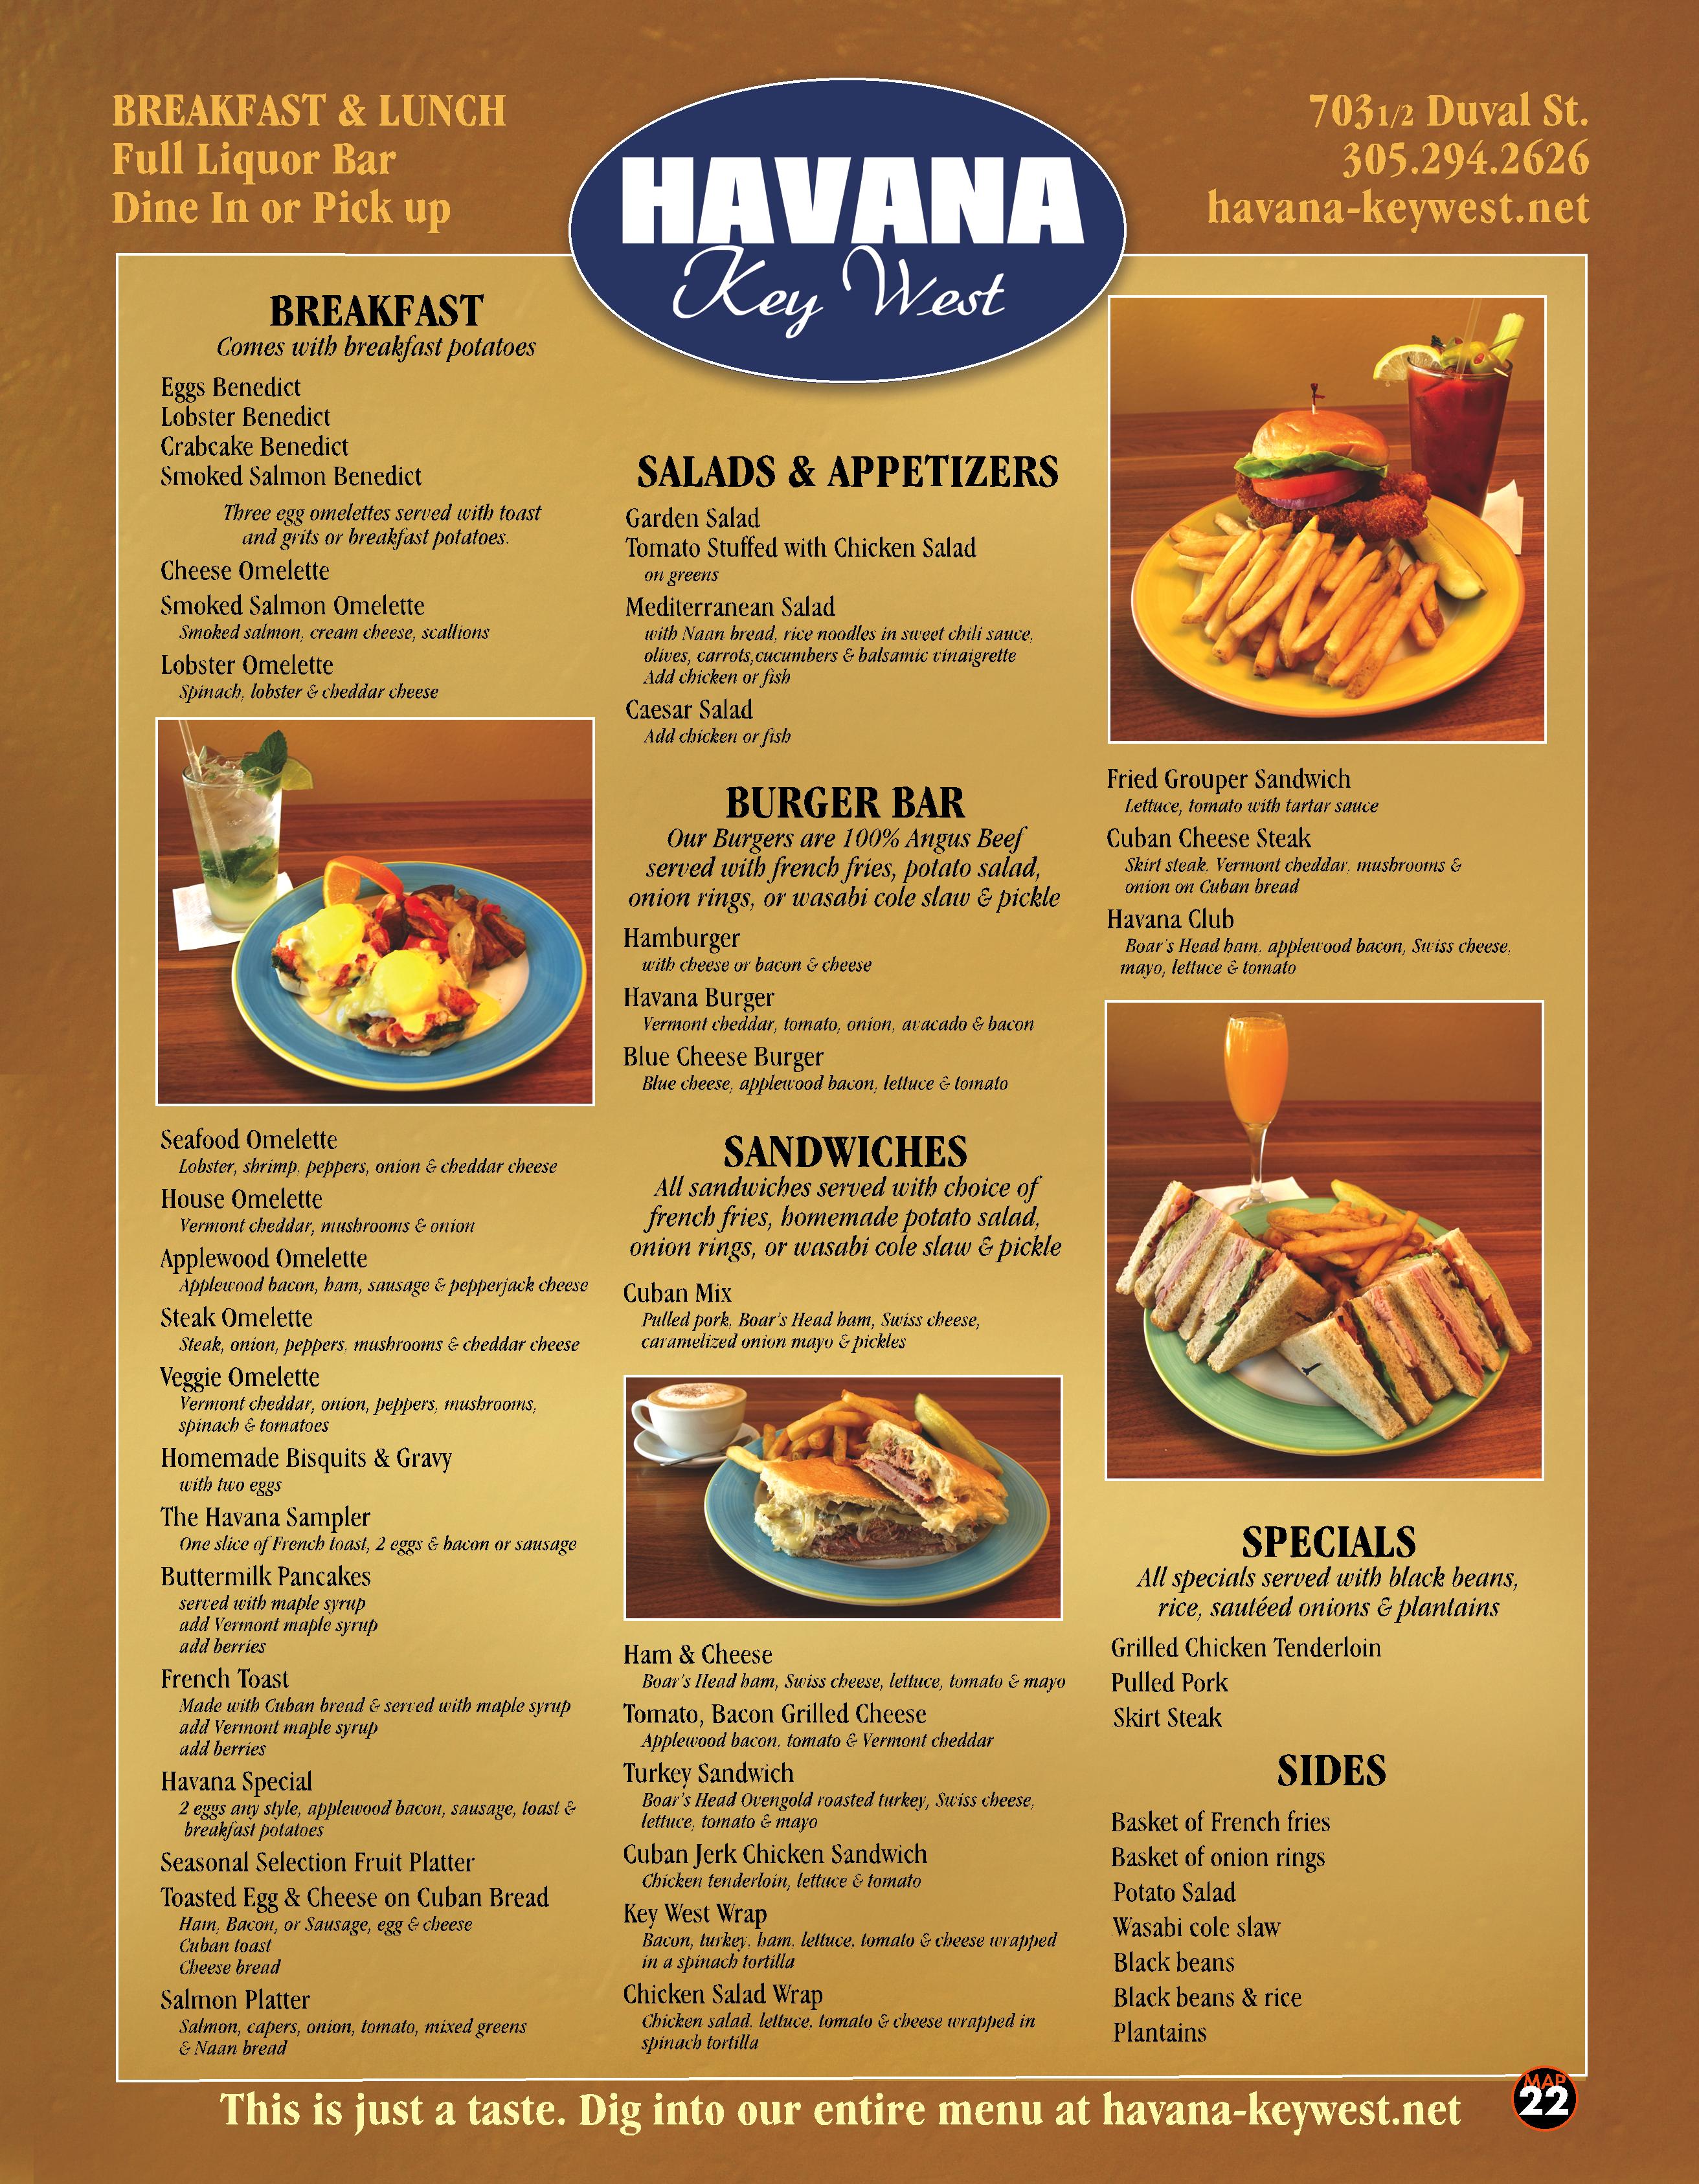 BREAKFAST & LUNCH
Full Liquor Bar
Dine In or Pick up
HAVANA
Key West
703 1/2 Duval St.
305.294.2626
havana-keywest.net
BREAKFAST
Comes with breakfast potatoes
Eggs Benedict
Lobster Benedict
Crabcake Benedict
Smoked Salmon Benedict
Three egg omelettes served with toast
and grits or breakfast potatoes.
Cheese Omelette
Smoked Salmon Omelette
Smoked salmon, cream cheese, scallions
Lobster Omelette
Spinach, lobster & cheddar cheese
Seafood Omelette
Lobster, shrimp, peppers, onion & cheddar cheese
House Omelette
Vermont cheddar, mushrooms & onion
Applewood Omelette
Applewood bacon, ham, sausage & pepperjack cheese
Steak Omelette
Steak, onion, peppers, mushrooms & cheddar cheese
Veggie Omelette
Vermont cheddar, onion, peppers, mushrooms,
spinach & tomatoes
Homemade Bisquits & Gravy
with two eggs
The Havana Sampler
One slice of French toast, 2 eggs & bacon or sausage
Buttermilk Pancakes
served with maple syrup
add Vermont maple syrup
add berries
French Toast
Made with Cuban bread & served with maple syrup
add Vermont maple syrup
add berries
Havana Special
2 eggs any style, applewood bacon, sausage, toast &
breakfast potatoes
Seasonal Selection Fruit Platter
Toasted Egg & Cheese on Cuban Bread
Ham, Bacon, or Sausage, egg & cheese
Cuban toast
Cheese bread
Salmon Platter
Salmon, capers, onion, tomato, mixed greens
& Naan bread
SALADS & APPETIZERS
Garden Salad
Tomato Stuffed with Chicken Salad
on greens
Mediterranean Salad
with Naan bread, rice noodles in sweet chili sauce,
olives, carrots,cucumbers & balsamic vinaigrette
Add chicken or fish
Caesar Salad
Add chicken or fish
BURGER BAR
Our Burgers are 100% Angus Beef
served with french fries, potato salad,
onion rings, or wasabi cole slaw & pickle
Hamburger
with cheese or bacon & cheese
Havana Burger
Vermont cheddar, tomato, onion, avacado & bacon
Blue Cheese Burger
Blue cheese, applewood bacon, lettuce & tomato
SANDWICHES
All sandwiches served with choice of
french fries, homemade potato salad,
onion rings, or wasabi cole slaw & pickle
Cuban Mix
Pulled pork, Boar's Head ham, Swiss cheese,
caramelized onion mayo & pickles
Ham & Cheese
Boar's Head ham, Swiss cheese, lettuce, tomato & mayo
Tomato, Bacon Grilled Cheese
Applewood bacon, tomato & Vermont cheddar
Turkey Sandwich
Boar's Head Ovengold roasted turkey, Swiss cheese,
lettuce, tomato & mayo
Cuban Jerk Chicken Sandwich
Chicken tenderloin, lettuce & tomato
Key West Wrap
Bacon, turkey, ham, lettuce, tomato & cheese wrapped
in a spinach tortilla
Chicken Salad Wrap
Chicken salad, lettuce, tomato & cheese wrapped in
spinach tortilla
Fried Grouper Sandwich
Lettuce, tomato with tartar sauce
Cuban Cheese Steak
Skirt steak, Vermont cheddar, mushrooms &
onion on Cuban bread
Havana Club
Boar's Head ham, applewood bacon, Swiss cheese,
mayo, lettuce & tomato
SPECIALS
All specials served with black beans,
rice, sautéed onions & plantains
Grilled Chicken Tenderloin
Pulled Pork
Skirt Steak
SIDES
Basket of French fries
Basket of onion rings
Potato Salad
Wasabi cole slaw
Black beans
Black beans & rice
Plantains
This is just a taste. Dig into our entire menu at havana-keywest.net
MAP
22